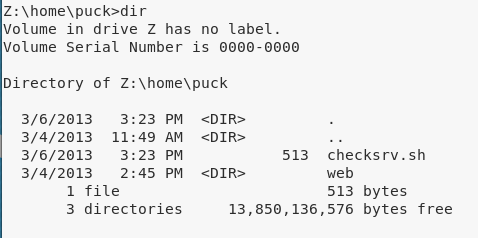 Z:\home\puck>dir
Volume in drive Z has no label.
Volume Serial Number is 0000-0000
Directory of Z:\home\puck
3/6/2013   3:23 PM  <DIR>         .
3/4/2013  11:49 AM  <DIR>         ..
3/6/2013   3:23 PM           513  checksrv.sh
3/4/2013   2:45 PM  <DIR>         web
1 file                       513 bytes
3 directories     13,850,136,576 bytes free